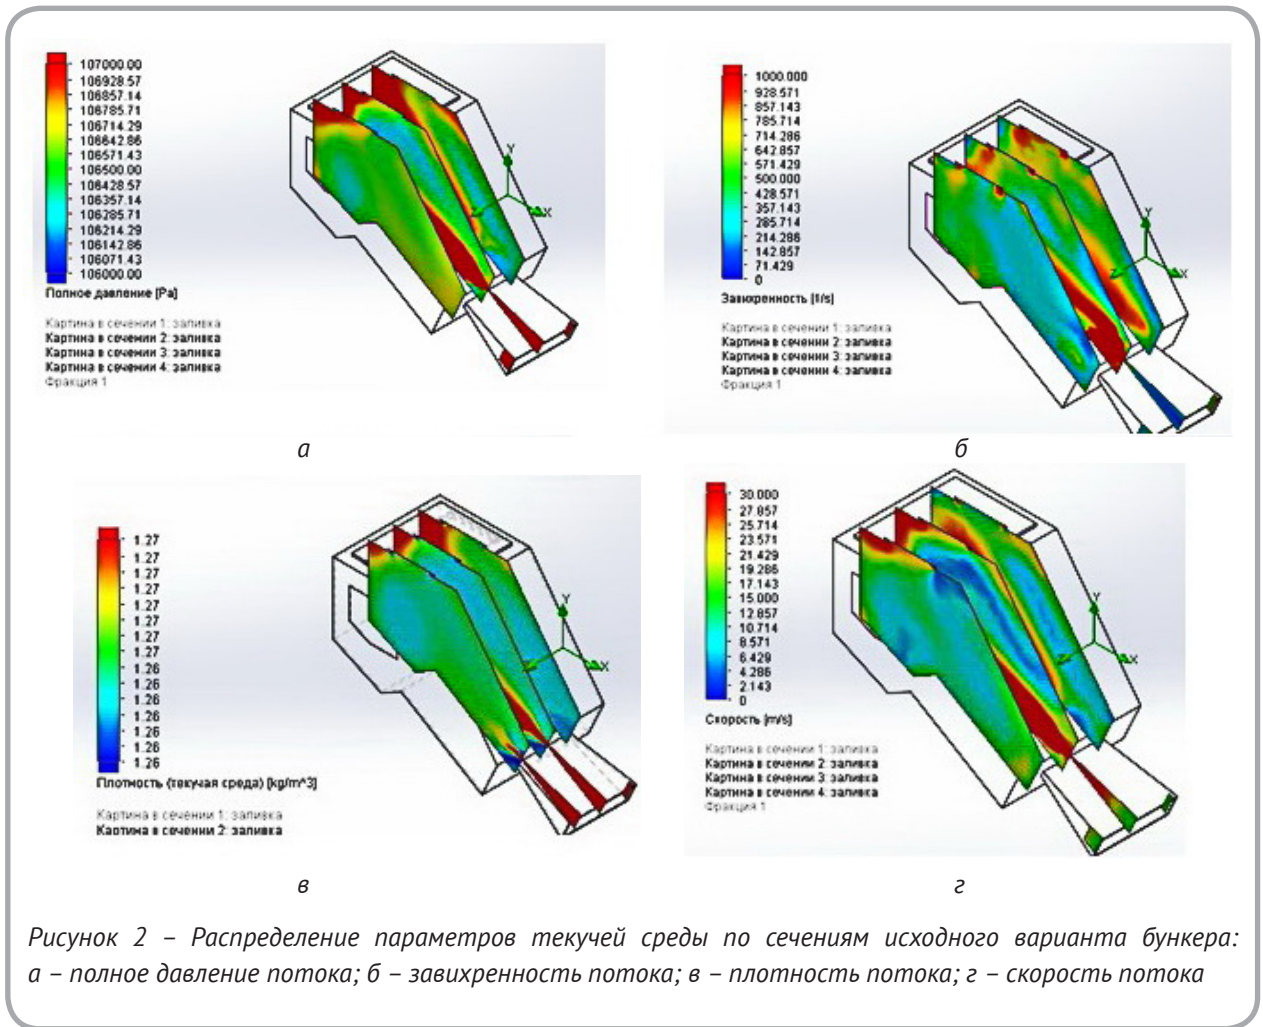 107000.00
106928.57
106857.14
106785.71
106714.29
106642.86
106571.43
106500.00
106428.57
106357.14
106285.71
106214.29
106142.86
106071.43
106000.00
Полное давление [Pa]
Картина в сечении 1: заливка
Картина в сечении 2: заливка
Картина в сечении 3: заливка
Картина в сечении 4: заливка
Фракция 1
Y
X
Z
а
1000.000
928.571
857.143
785.714
714.286
642.857
571.429
500.000
428.571
357.143
285.714
214.286
142.857
71.429
0
Завихренность [1/s]
Картина в сечении 1: заливка
Картина в сечении 2: заливка
Картина в сечении 3: заливка
Картина в сечении 4: заливка
Фракция 1
Y
X
Z
б
1.27
1.27
1.27
1.27
1.27
1.27
1.27
1.27
1.26
1.26
1.26
1.26
1.26
1.26
1.26
Плотность (текучая среда) [kg/m^3]
Картина в сечении 1: заливка
Картина в сечении 2: заливка
Y
X
Z
в
30.000
27.857
25.714
23.571
21.429
19.286
17.143
15.000
12.857
10.714
8.571
6.429
4.286
2.143
0
Скорость [m/s]
Картина в сечении 1: заливка
Картина в сечении 2: заливка
Картина в сечении 3: заливка
Картина в сечении 4: заливка
Фракция 1
Y
X
Z
г
Рисунок 2 – Распределение параметров текучей среды по сечениям исходного варианта бункера:
а – полное давление потока; б – завихренность потока; в – плотность потока; г – скорость потока